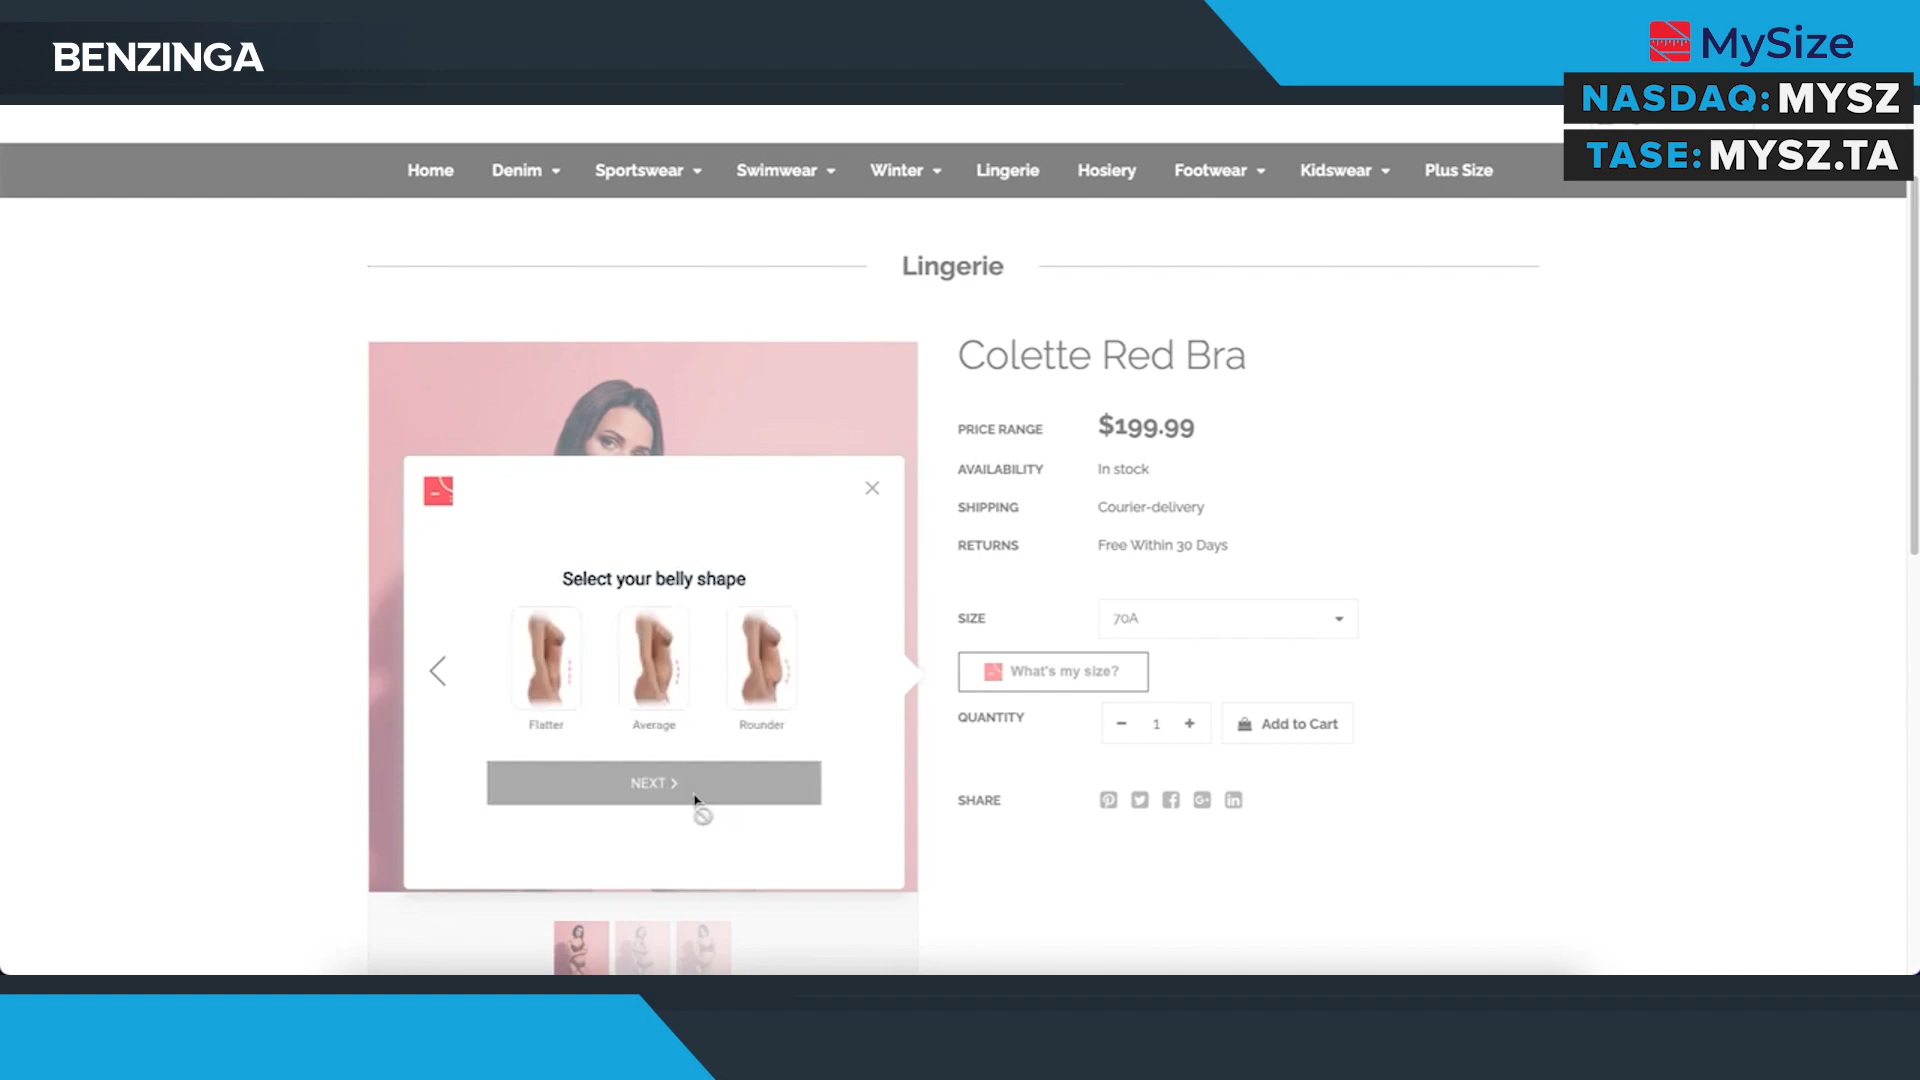 BENZINGA
MySize
NASDAQ: MYSZ
TASE: MYSZ.TA
Home Denim Sportswear Swimwear Winter Lingerie Hosiery Footwear Kidswear Plus Size
Lingerie
Colette Red Bra
PRICE RANGE $199.99
AVAILABILITY In stock
SHIPPING Courier-delivery
RETURNS Free Within 30 Days
SIZE 70A
What's my size?
QUANTITY - 1 + Add to Cart
SHARE
Select your belly shape
Flatter Average Rounder
NEXT >